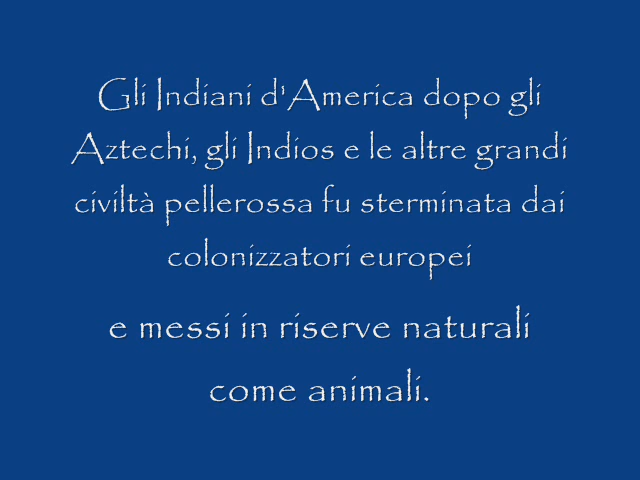 Gli Indiani d'America dopo gli
Aztechi, gli Indios e le altre grandi
civiltà pellerossa fu sterminata dai
colonizzatori europei
e messi in riserve naturali
come animali.